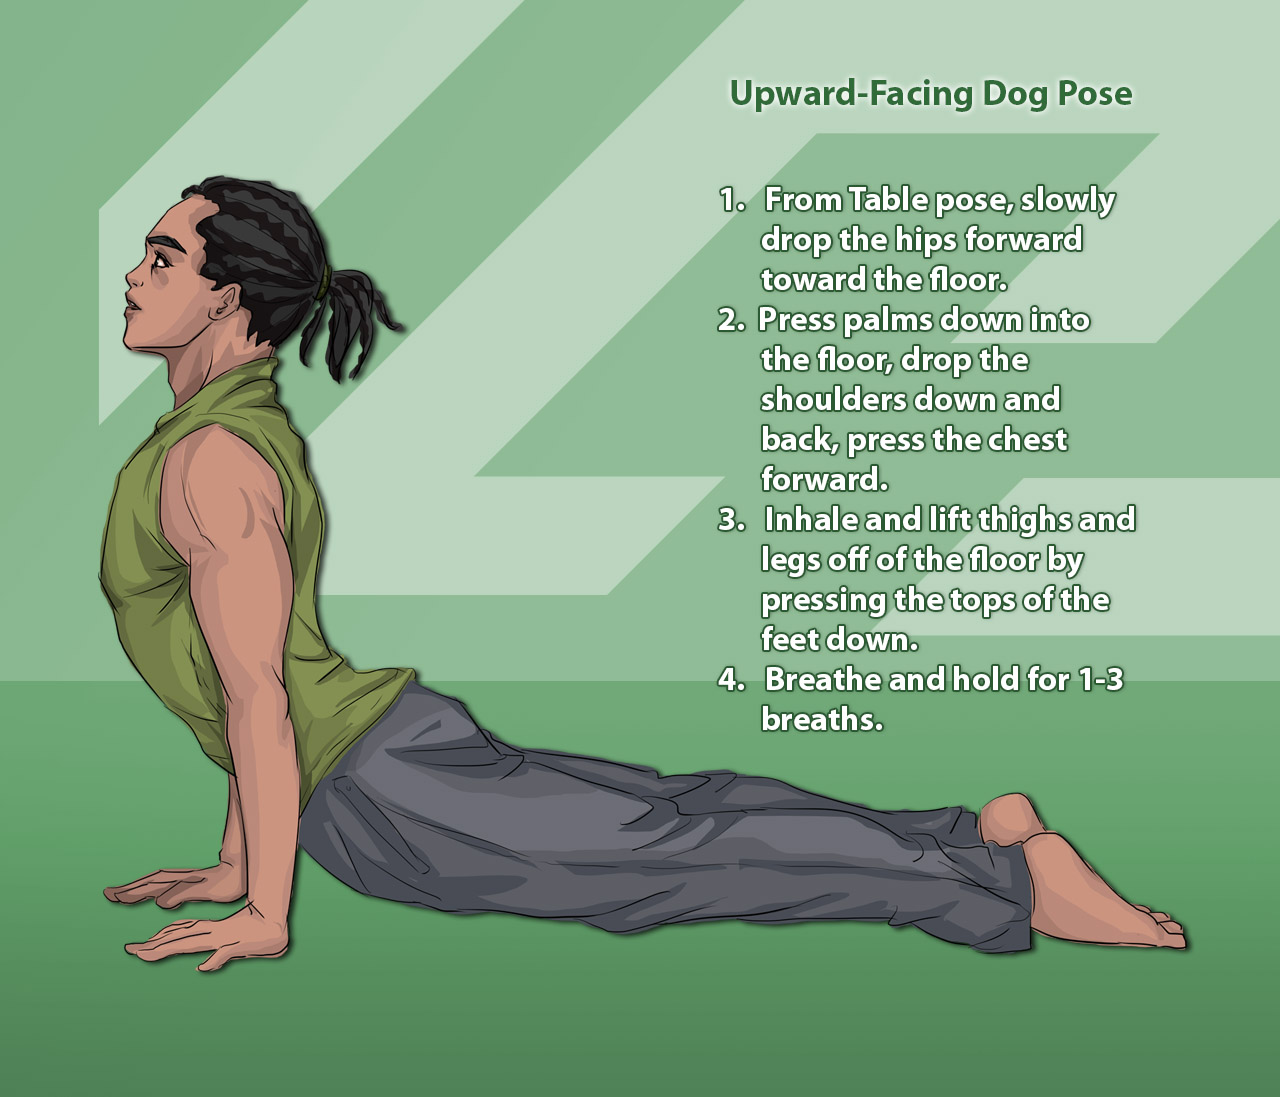 Upward-Facing Dog Pose
1. From Table pose, slowly
drop the hips forward
toward the floor.
2. Press palms down into
the floor, drop the
shoulders down and
back, press the chest
forward.
3. Inhale and lift thighs and
legs off of the floor by
pressing the tops of the
feet down.
4. Breathe and hold for 1-3
breaths.